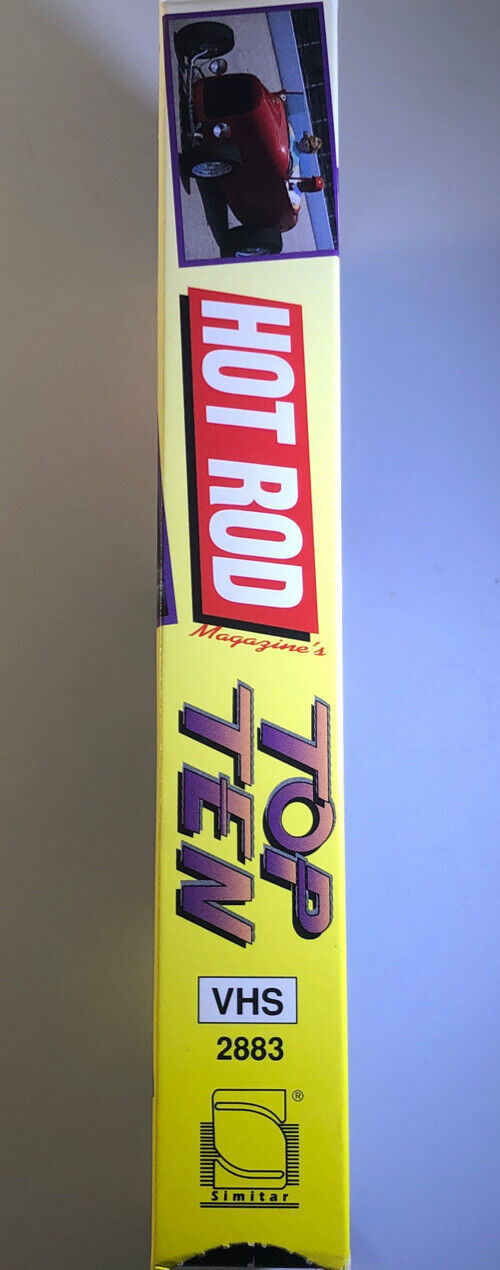 HOT ROD
Magazine's
TOP
TEN
VHS
2883
®
Simitar